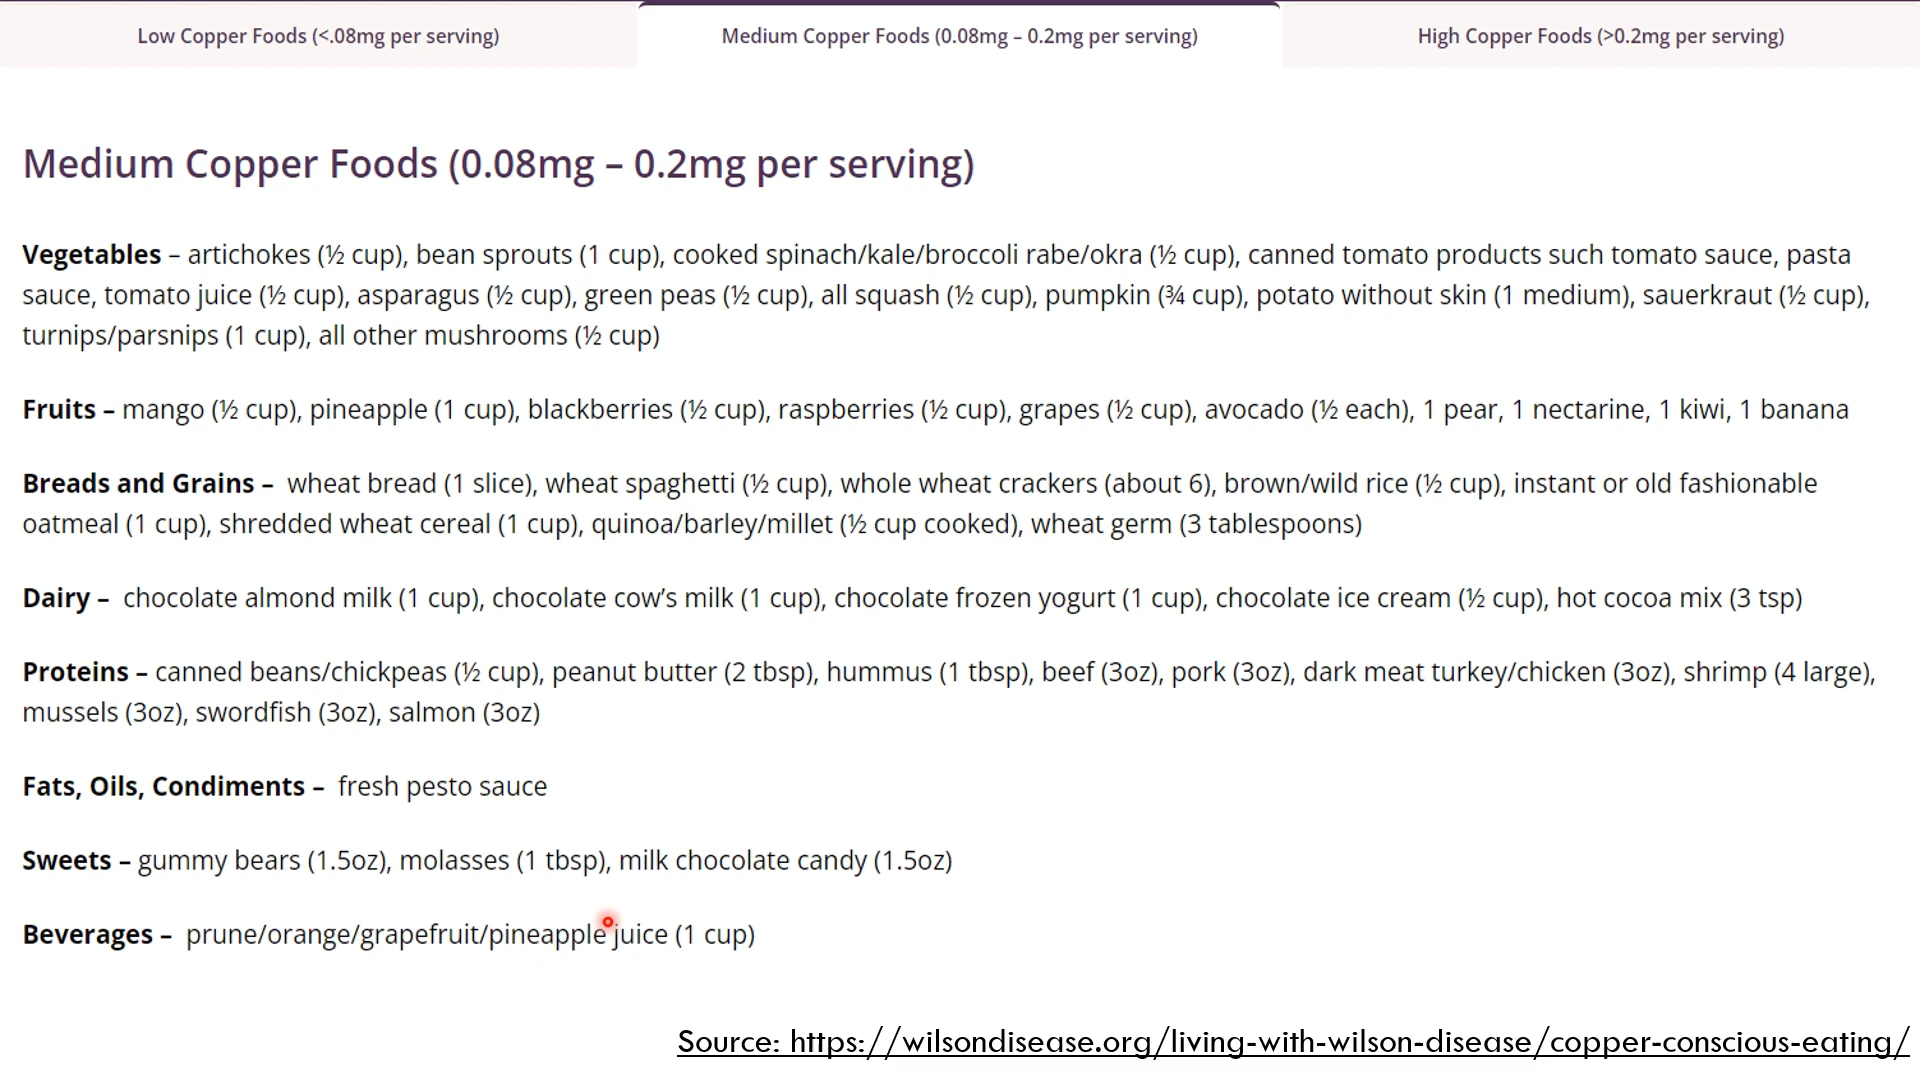 Low Copper Foods (<.08mg per serving)
Medium Copper Foods (0.08mg – 0.2mg per serving)
High Copper Foods (>0.2mg per serving)
Medium Copper Foods (0.08mg – 0.2mg per serving)
Vegetables – artichokes (½ cup), bean sprouts (1 cup), cooked spinach/kale/broccoli rabe/okra (½ cup), canned tomato products such tomato sauce, pasta
sauce, tomato juice (½ cup), asparagus (½ cup), green peas (½ cup), all squash (½ cup), pumpkin (¾ cup), potato without skin (1 medium), sauerkraut (½ cup),
turnips/parsnips (1 cup), all other mushrooms (½ cup)
Fruits – mango (½ cup), pineapple (1 cup), blackberries (½ cup), raspberries (½ cup), grapes (½ cup), avocado (½ each), 1 pear, 1 nectarine, 1 kiwi, 1 banana
Breads and Grains – wheat bread (1 slice), wheat spaghetti (½ cup), whole wheat crackers (about 6), brown/wild rice (½ cup), instant or old fashionable
oatmeal (1 cup), shredded wheat cereal (1 cup), quinoa/barley/millet (½ cup cooked), wheat germ (3 tablespoons)
Dairy – chocolate almond milk (1 cup), chocolate cow’s milk (1 cup), chocolate frozen yogurt (1 cup), chocolate ice cream (½ cup), hot cocoa mix (3 tsp)
Proteins – canned beans/chickpeas (½ cup), peanut butter (2 tbsp), hummus (1 tbsp), beef (3oz), pork (3oz), dark meat turkey/chicken (3oz), shrimp (4 large),
mussels (3oz), swordfish (3oz), salmon (3oz)
Fats, Oils, Condiments – fresh pesto sauce
Sweets – gummy bears (1.5oz), molasses (1 tbsp), milk chocolate candy (1.5oz)
Beverages – prune/orange/grapefruit/pineapple juice (1 cup)
Source: https://wilsondisease.org/living-with-wilson-disease/copper-conscious-eating/